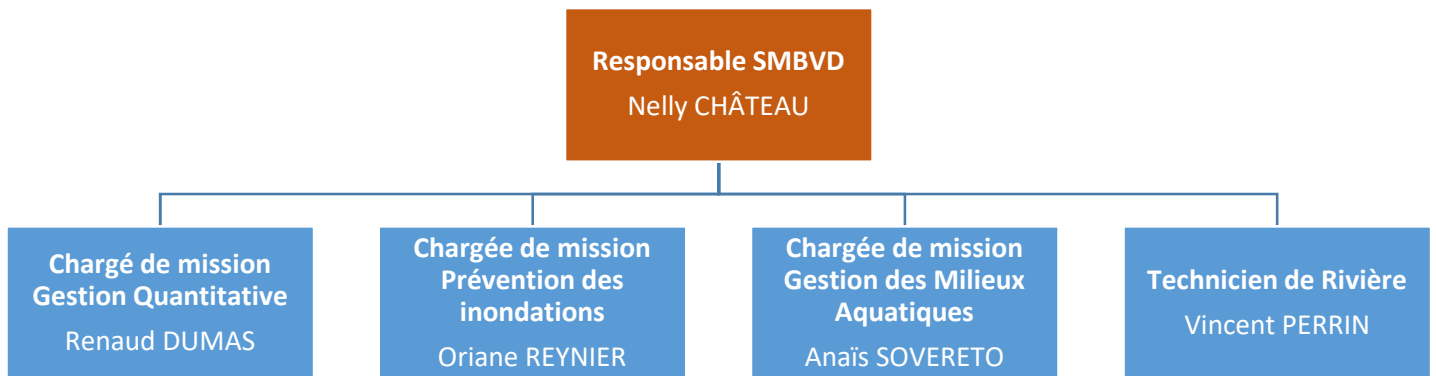 Responsable SMBVD
Nelly CHÂTEAU
Chargé de mission
Gestion Quantitative
Renaud DUMAS
Chargée de mission
Prévention des
inondations
Oriane REYNIER
Chargée de mission
Gestion des Milieux
Aquatiques
Anaïs SOVERETO
Technicien de Rivière
Vincent PERRIN